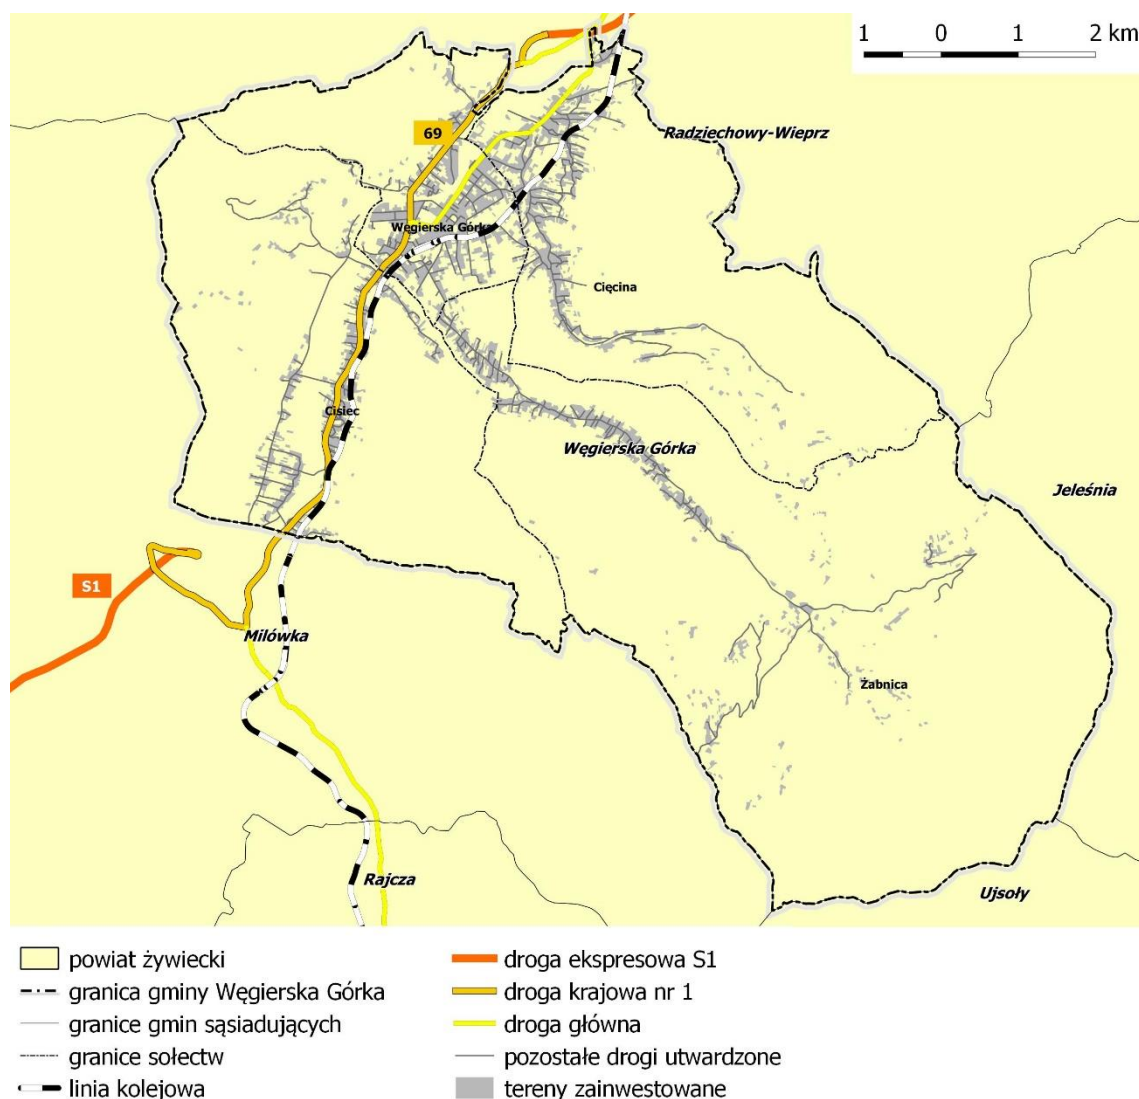 1 0 1 2 km
69
Radziechowy-Wieprz
Węgierska Górka
Cięcina
Cisiec
Węgierska Górka
Jeleśnia
S1
Milówka
Żabnica
Rajcza
Ujsoły
powiat żywiecki
granica gminy Węgierska Górka
granice gmin sąsiadujących
granice sołectw
linia kolejowa
droga ekspresowa S1
droga krajowa nr 1
droga główna
pozostałe drogi utwardzone
tereny zainwestowane